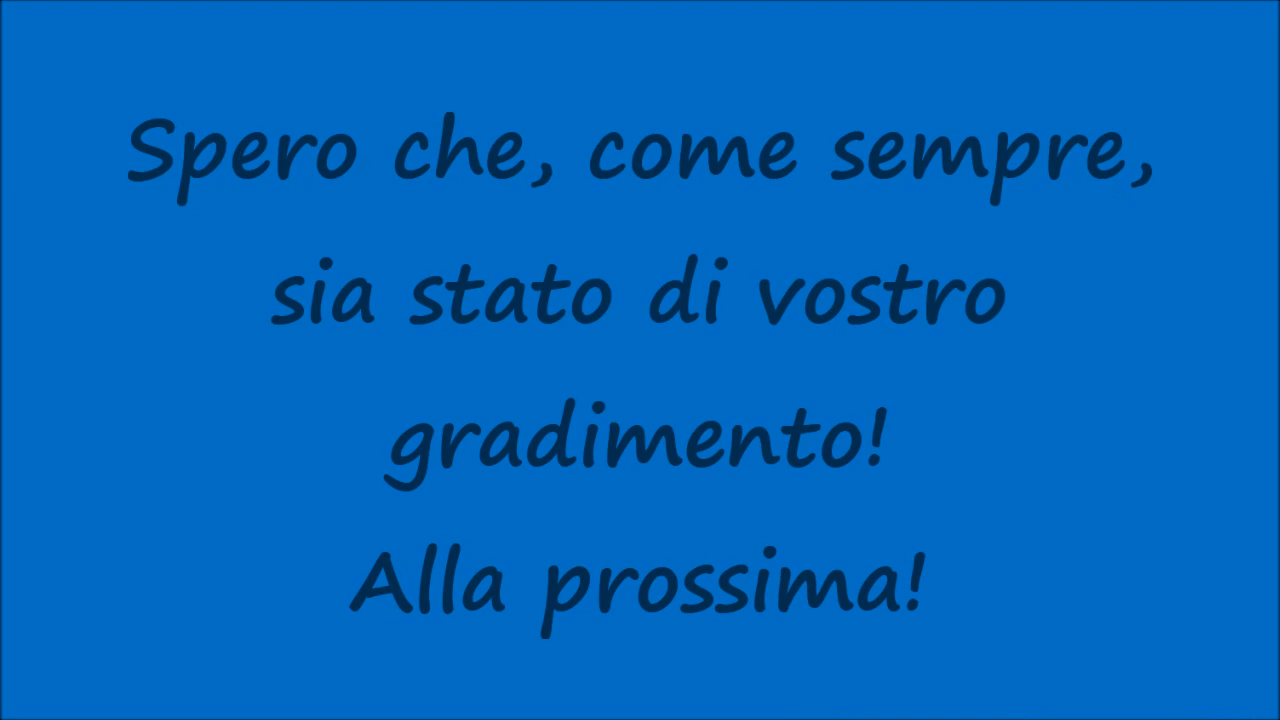 Spero che, come sempre,
sia stato di vostro
gradimento!
Alla prossima!